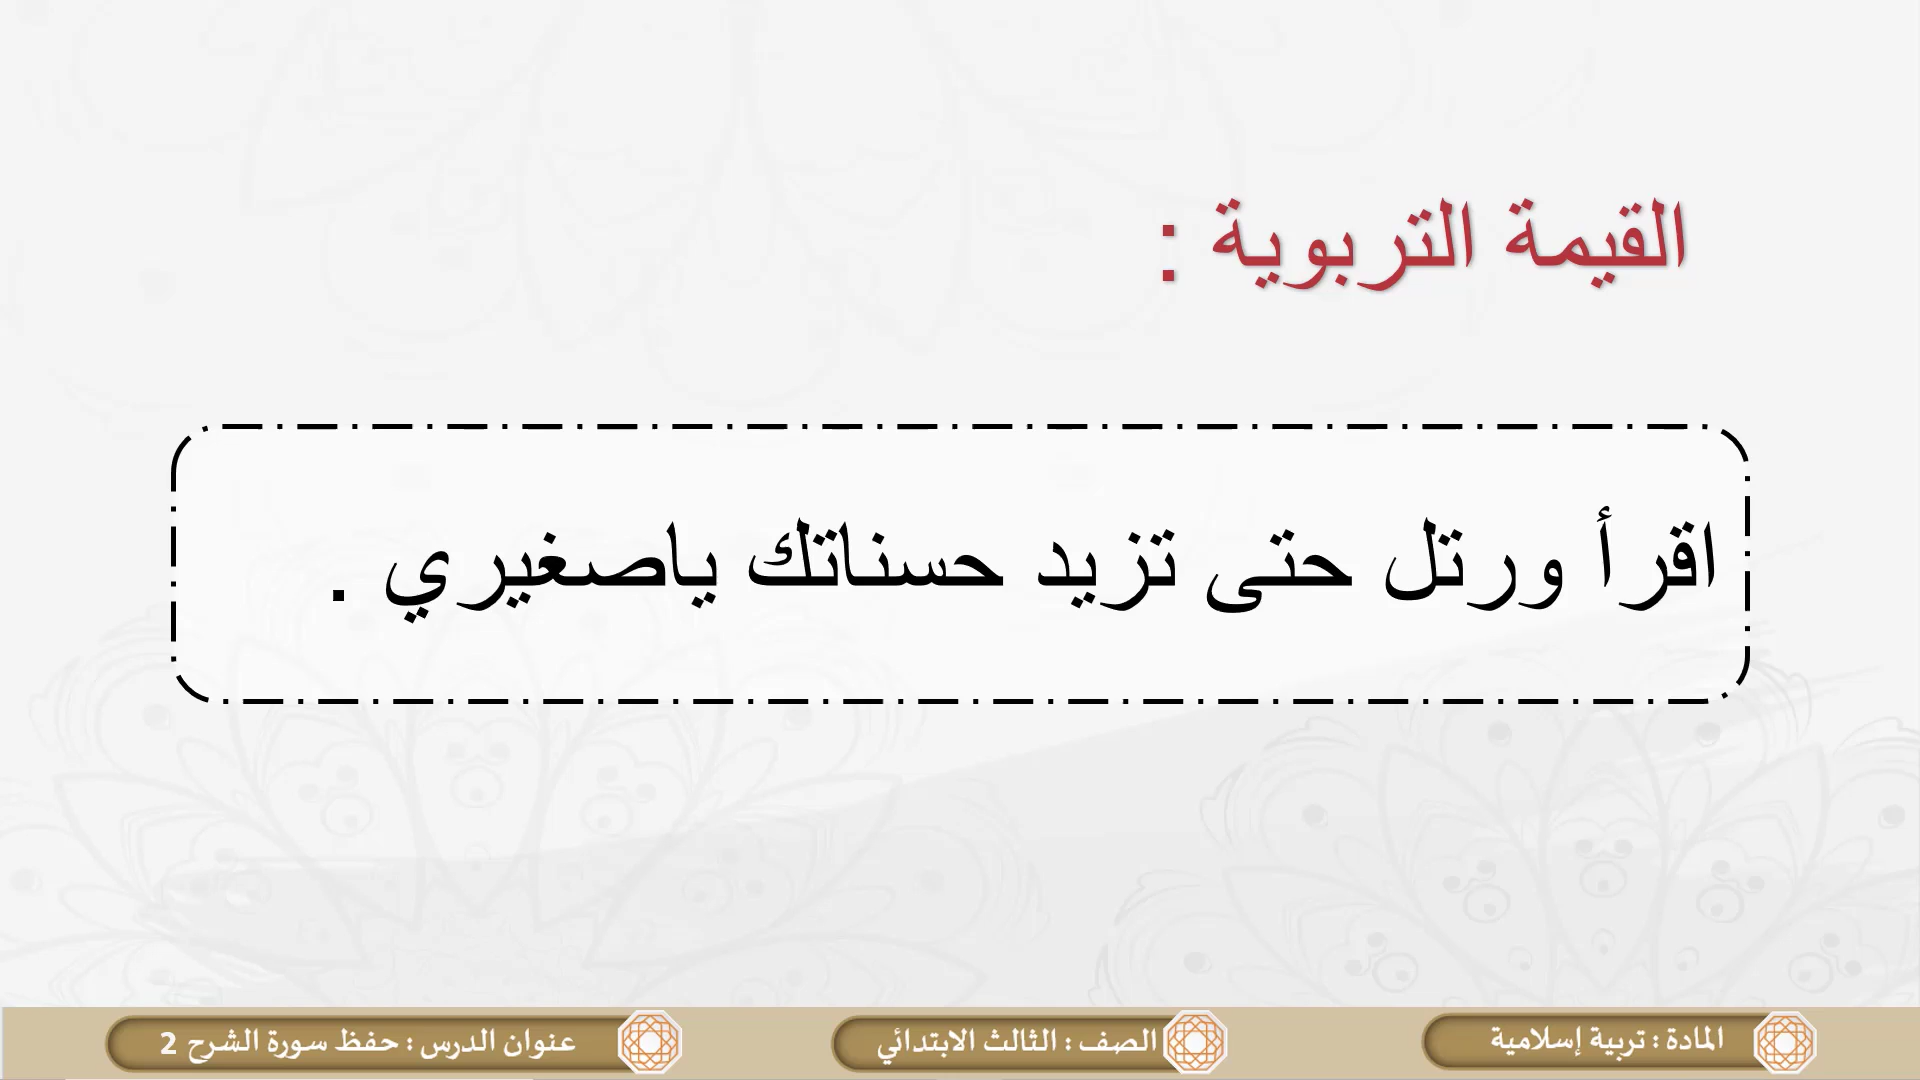 القيمة التربوية :
اقرأ ورتل حتى تزيد حسناتك ياصغيري .
المادة : تربية إسلامية
الصف : الثالث الابتدائي
عنوان الدرس : حفظ سورة الشرح 2